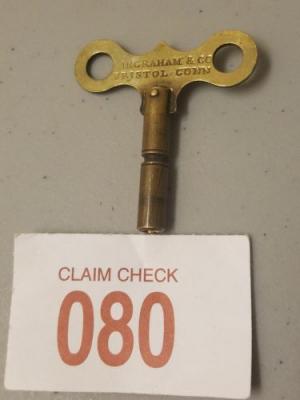 INGRAHAM & CO
BRISTOL CONN
CLAIM CHECK
080